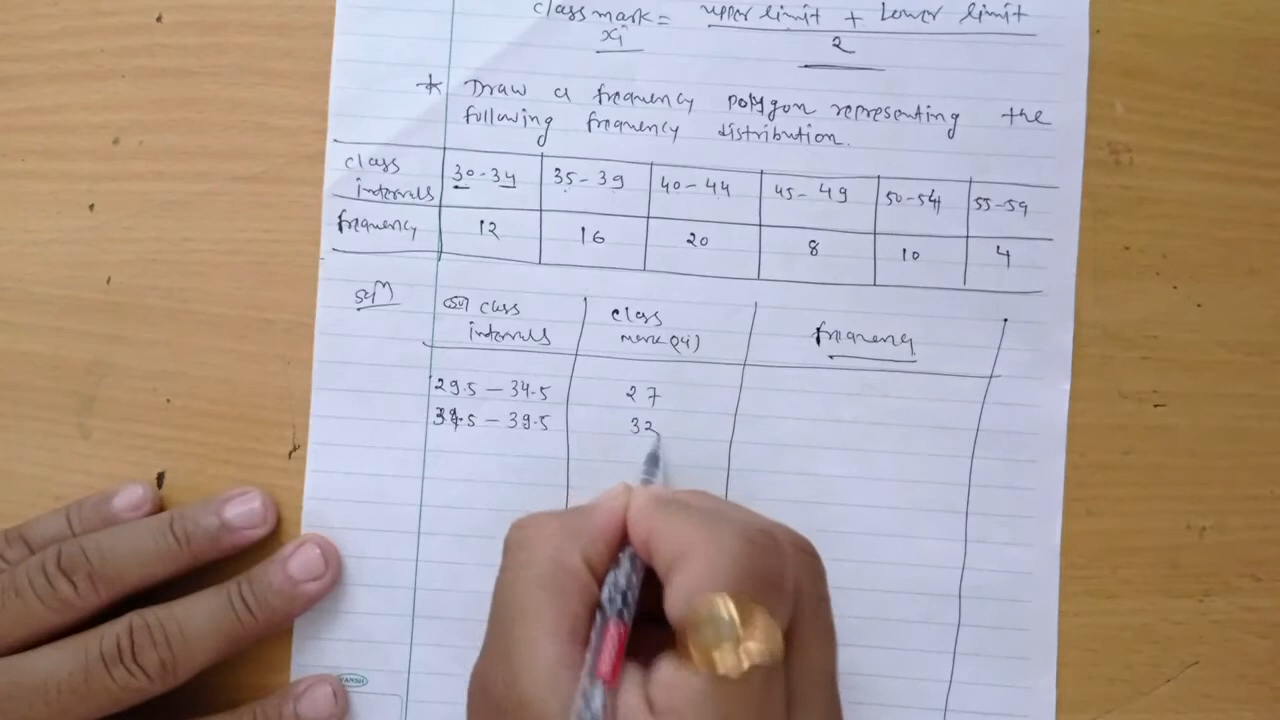 class mark = upper limit + Lower limit
xi 2
* Draw a frequency polygon representing the
following frequency distribution.
class intervals 30-34 35-39 40-44 45-49 50-54 55-59
frequency 12 16 20 8 10 4
class intervals class mark (xi) frequency
29.5 - 34.5 27
34.5 - 39.5 32
VANSH